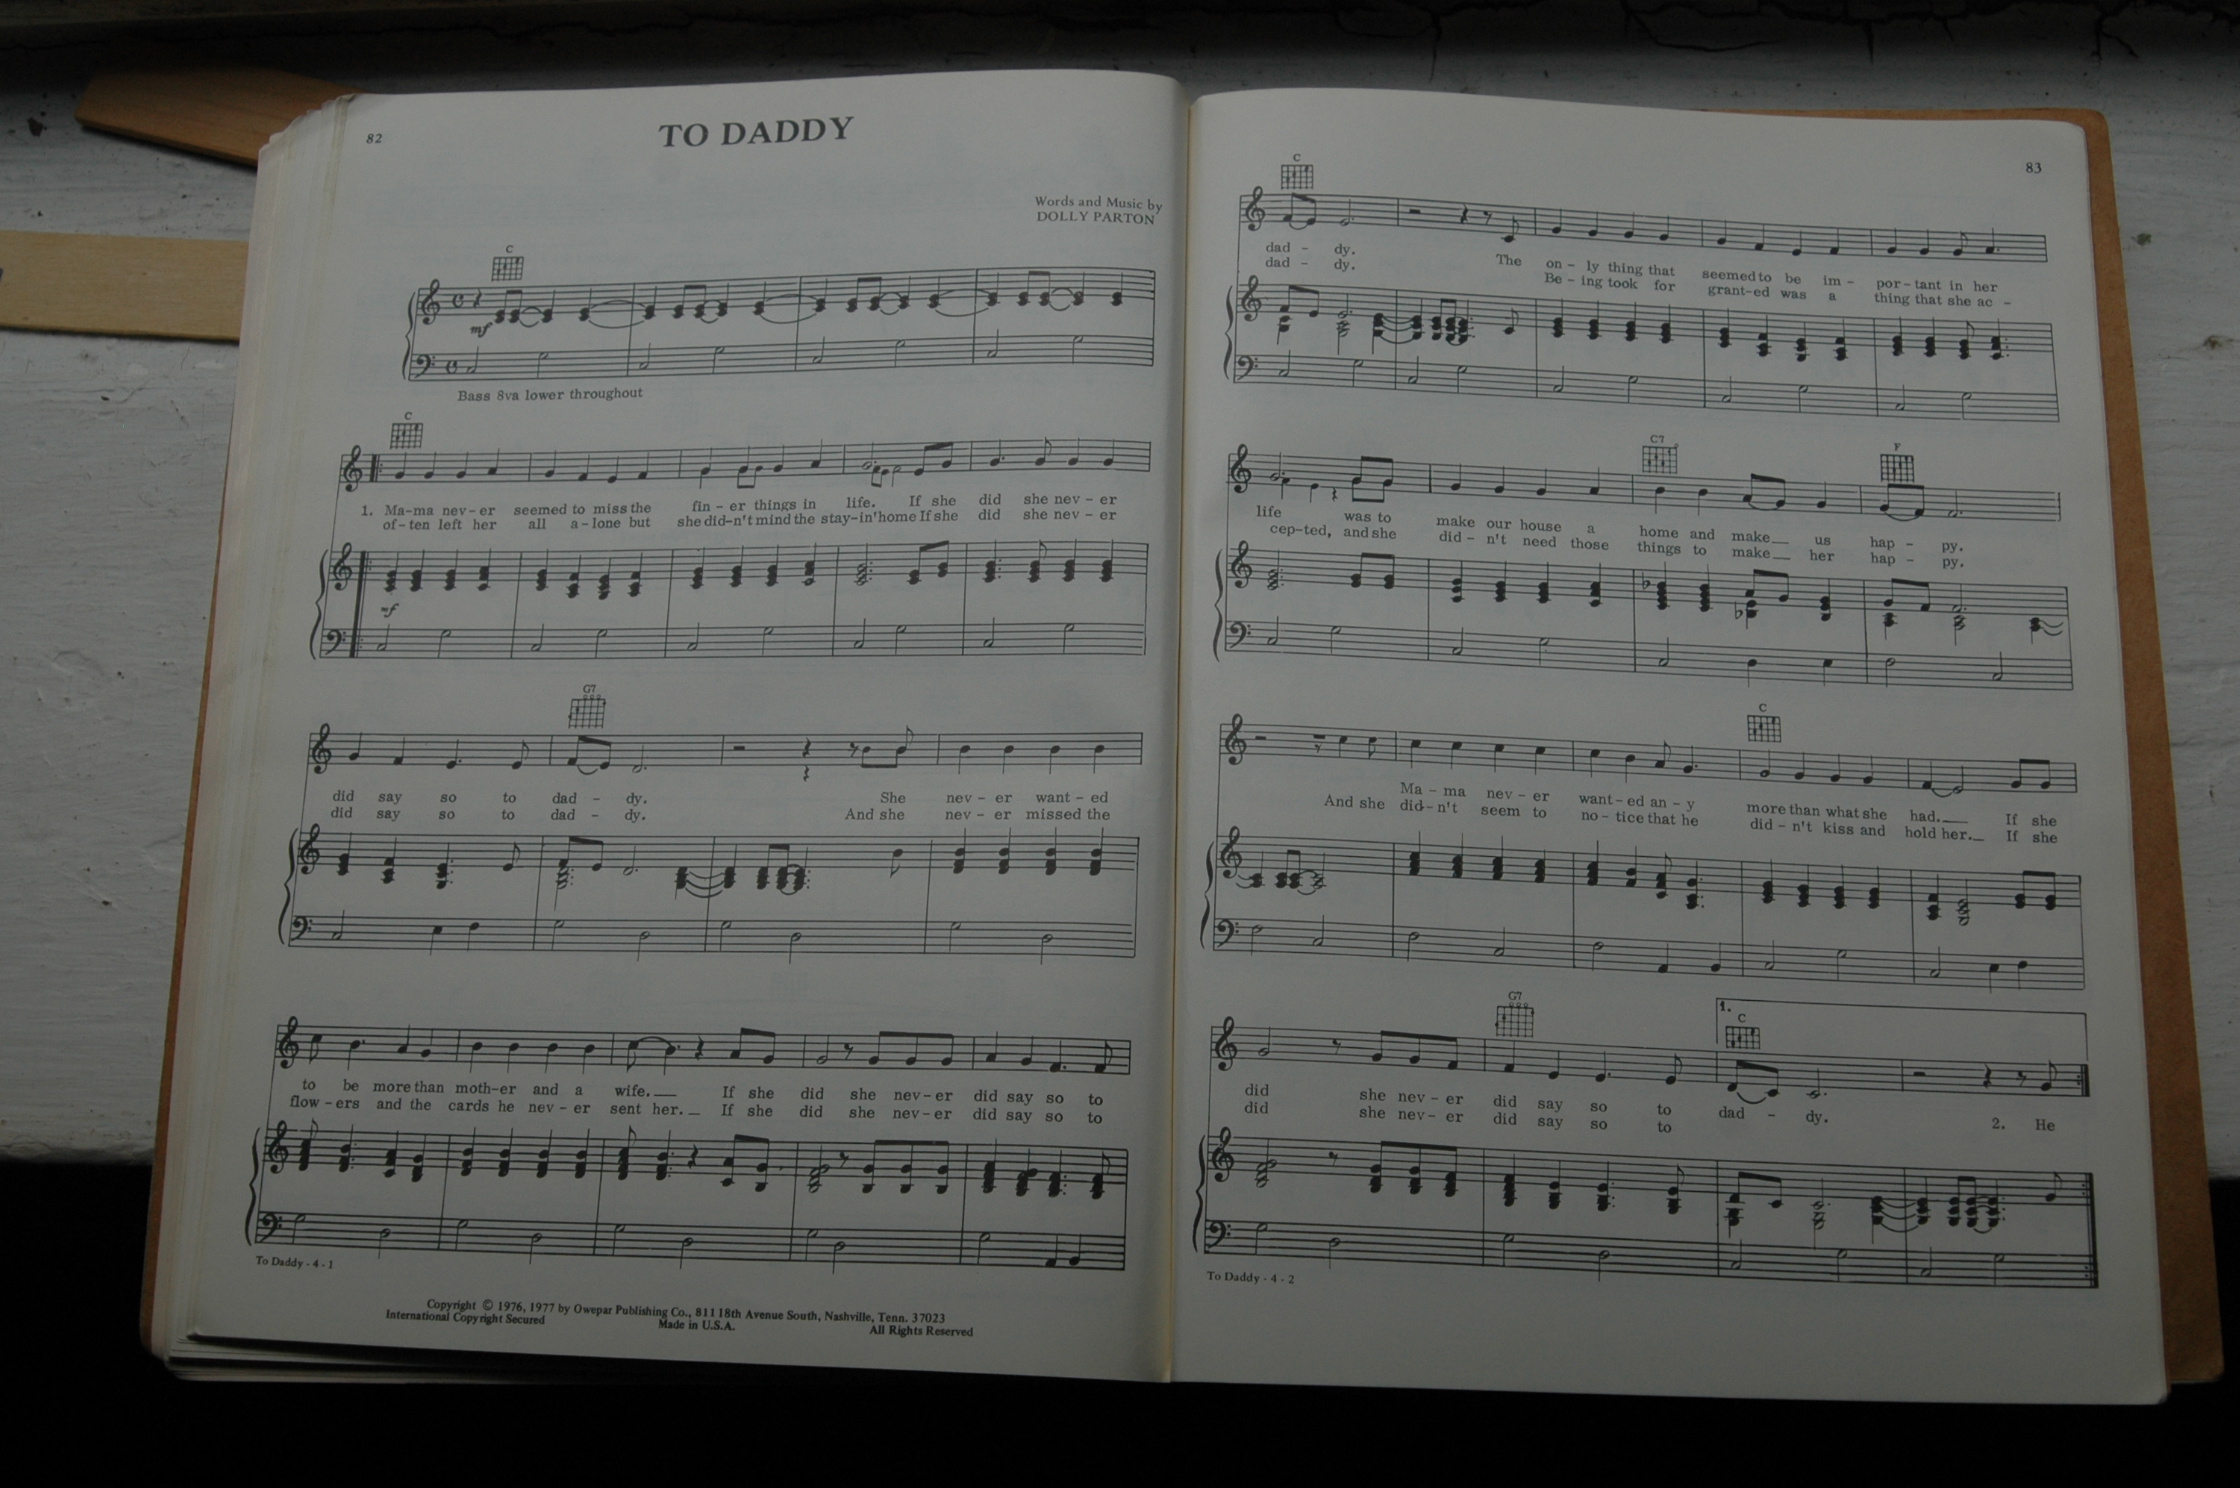 82
TO DADDY
Words and Music by
DOLLY PARTON
C
mf
Bass 8va lower throughout
C
1. Ma-ma nev-er seemed to miss the fin-er things in life. If she did she nev-er
of-ten left her all a-lone but she did-n't mind the stay-in' home If she did she nev-er
mf
G7
did say so to dad-dy. She nev-er want-ed
did say so to dad-dy. And she nev-er missed the
to be more than moth-er and a wife. If she did she nev-er did say so to
flow-ers and the cards he nev-er sent her. If she did she nev-er did say so to
To Daddy - 4 - 1
Copyright © 1976, 1977 by Owepar Publishing Co., 811 18th Avenue South, Nashville, Tenn. 37023
International Copyright Secured Made in U.S.A. All Rights Reserved
83
C
dad-dy. The on-ly thing that seemed to be im-por-tant in her
dad-dy. Be-ing took for grant-ed was a thing that she ac-
C7 F
life was to make our house a home and make us hap-py.
cep-ted, and she did-n't need those things to make her hap-py.
C
Ma-ma nev-er want-ed an-y more than what she had. If she
And she did-n't seem to no-tice that he did-n't kiss and hold her. If she
G7 1. C
did she nev-er did say so to dad-dy.
did she nev-er did say so to 2. He
To Daddy - 4 - 2